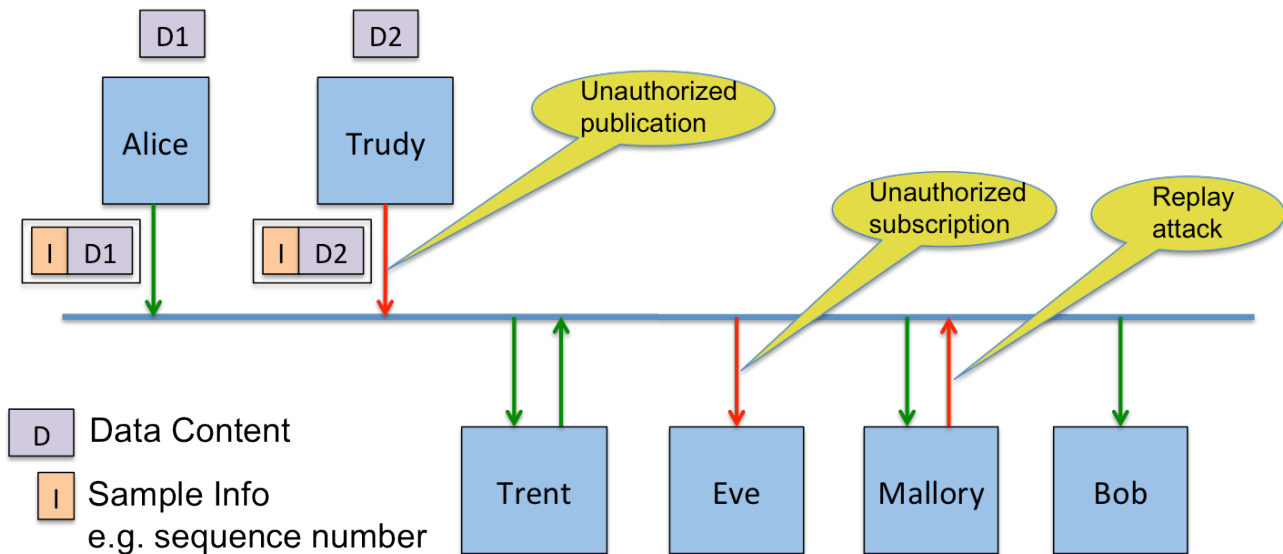 D1
D2
Alice
Trudy
Unauthorized
publication
Unauthorized
subscription
Replay
attack
I D1
I D2
D Data Content
I Sample Info
e.g. sequence number
Trent
Eve
Mallory
Bob